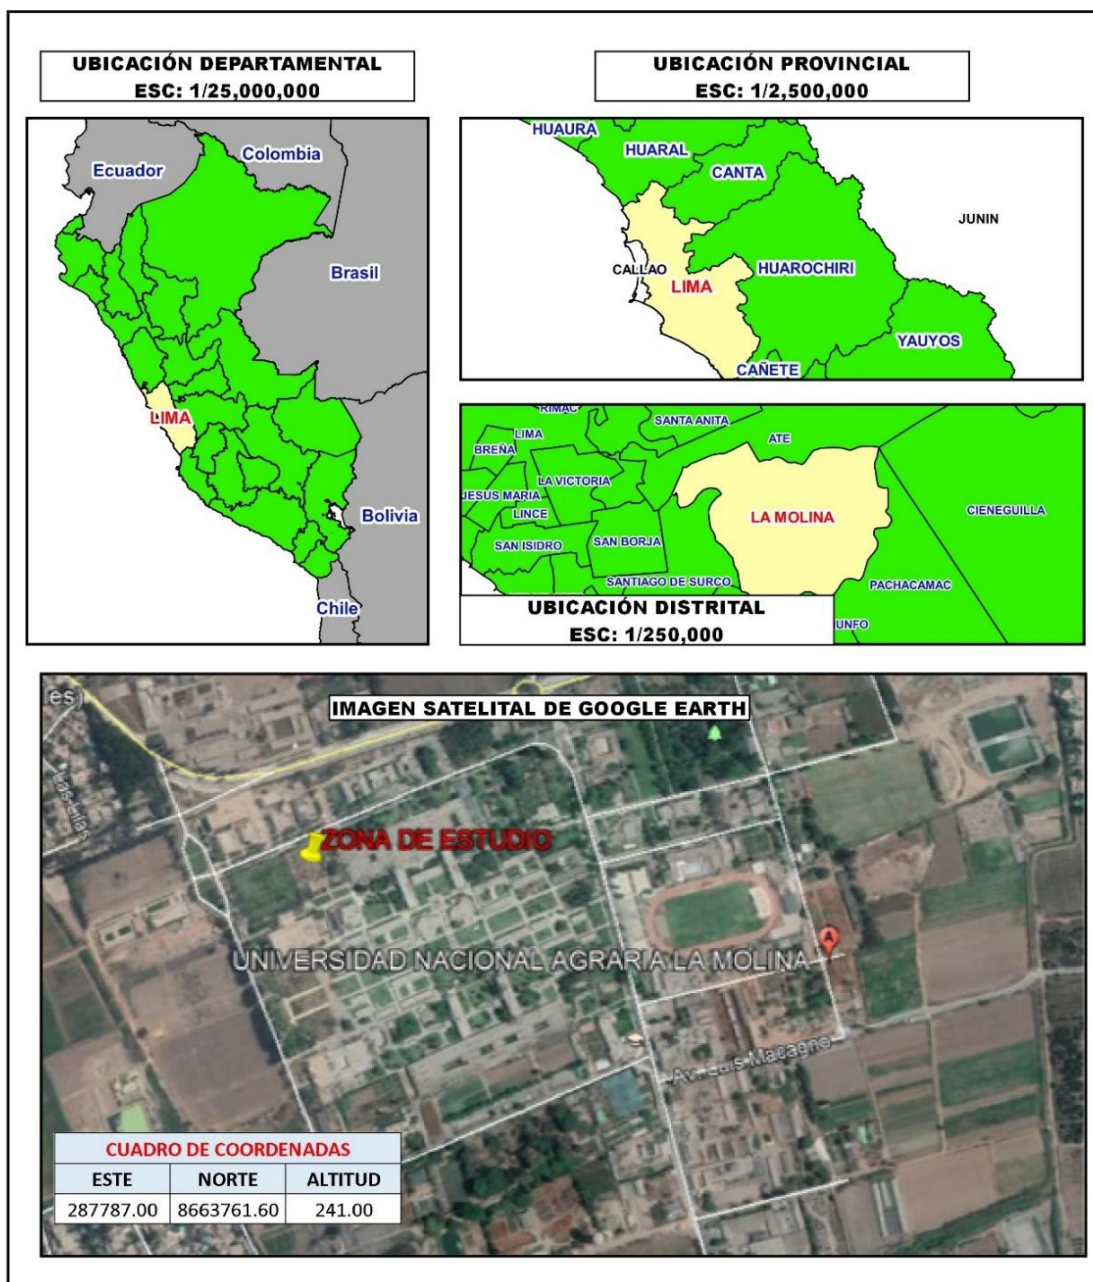 UBICACIÓN DEPARTAMENTAL
ESC: 1/25,000,000
Colombia
Ecuador
Brasil
LIMA
Bolivia
Chile
UBICACIÓN PROVINCIAL
ESC: 1/2,500,000
HUAURA
HUARAL
CANTA
JUNIN
CALLAO
HUAROCHIRI
LIMA
YAUYOS
CAÑETE
RIMAC
SANTA ANITA
LIMA
ATE
BREÑA
LA VICTORIA
JESUS MARIA
LINCE
CIENEGUILLA
LA MOLINA
SAN ISIDRO
SAN BORJA
SANTIAGO DE SURCO
PACHACAMAC
UBICACIÓN DISTRITAL
ESC: 1/250,000
UNFO
es)
IMAGEN SATELITAL DE GOOGLE EARTH
ZONA DE ESTUDIO
UNIVERSIDAD NACIONAL AGRARIA LA MOLINA
A
Av. Luis Macagno
CUADRO DE COORDENADAS
ESTE NORTE ALTITUD
287787.00 8663761.60 241.00